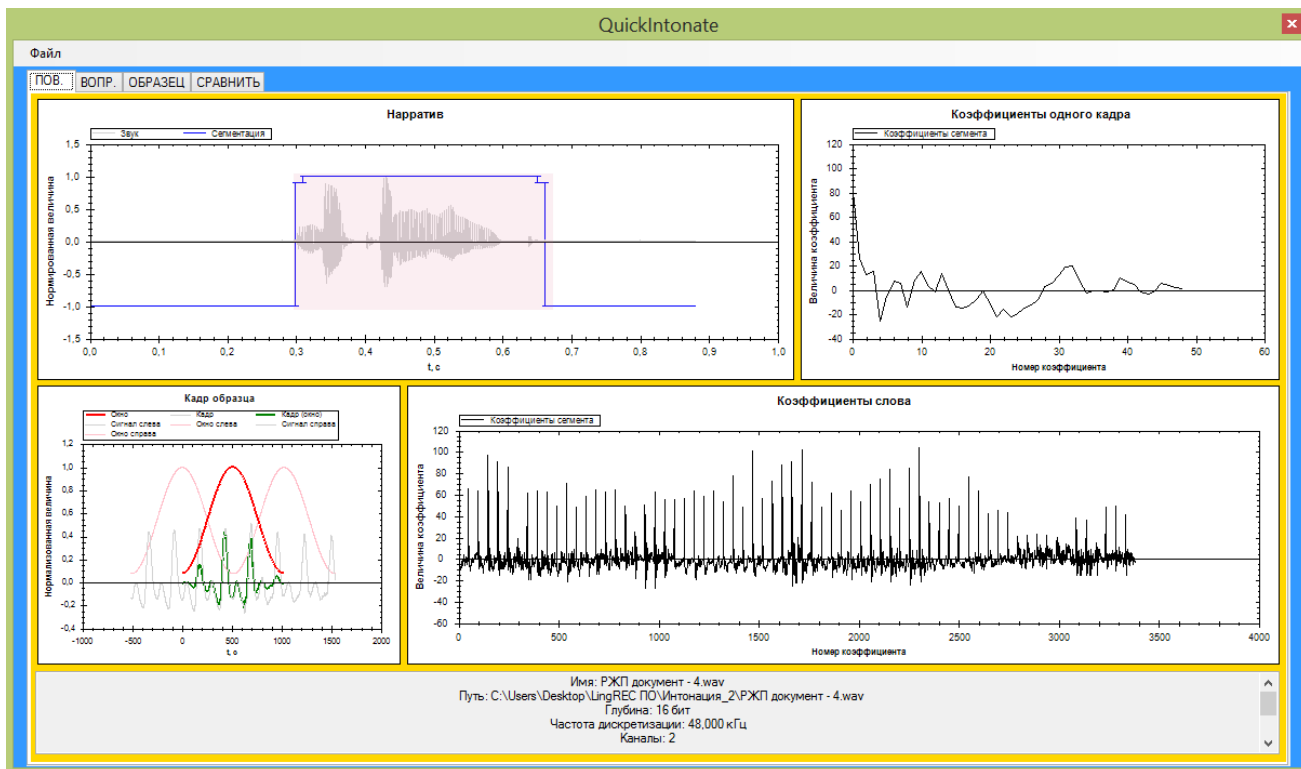 QuickIntonate
Файл
ПОВ. ВОПР. ОБРАЗЕЦ СРАВНИТЬ
Нарратив
Звук Сегментация
Нормированная величина
1,5
1,0
0,5
0,0
-0,5
-1,0
-1,5
0,0 0,1 0,2 0,3 0,4 0,5 0,6 0,7 0,8 0,9 1,0
t, c
Коэффициенты одного кадра
Коэффициенты сегмента
Величина коэффициента
120
100
80
60
40
20
0
-20
-40
0 10 20 30 40 50 60
Номер коэффициента
Кадр образца
Окно Кадр Кадр (окно)
Сигнал слева Окно слева Сигнал справа
Окно справа
Нормализованная величина
1,2
1,0
0,8
0,6
0,4
0,2
0,0
-0,2
-0,4
-1000 -500 0 500 1000 1500 2000
t, c
Коэффициенты слова
Коэффициенты сегмента
Величина коэффициента
120
100
80
60
40
20
0
-20
-40
-60
0 500 1000 1500 2000 2500 3000 3500 4000
Номер коэффициента
Имя: РЖП документ - 4.wav
Путь: C:\Users\Desktop\LingREC ПО\Интонация_2\РЖП документ - 4.wav
Глубина: 16 бит
Частота дискретизации: 48,000 кГц
Каналы: 2